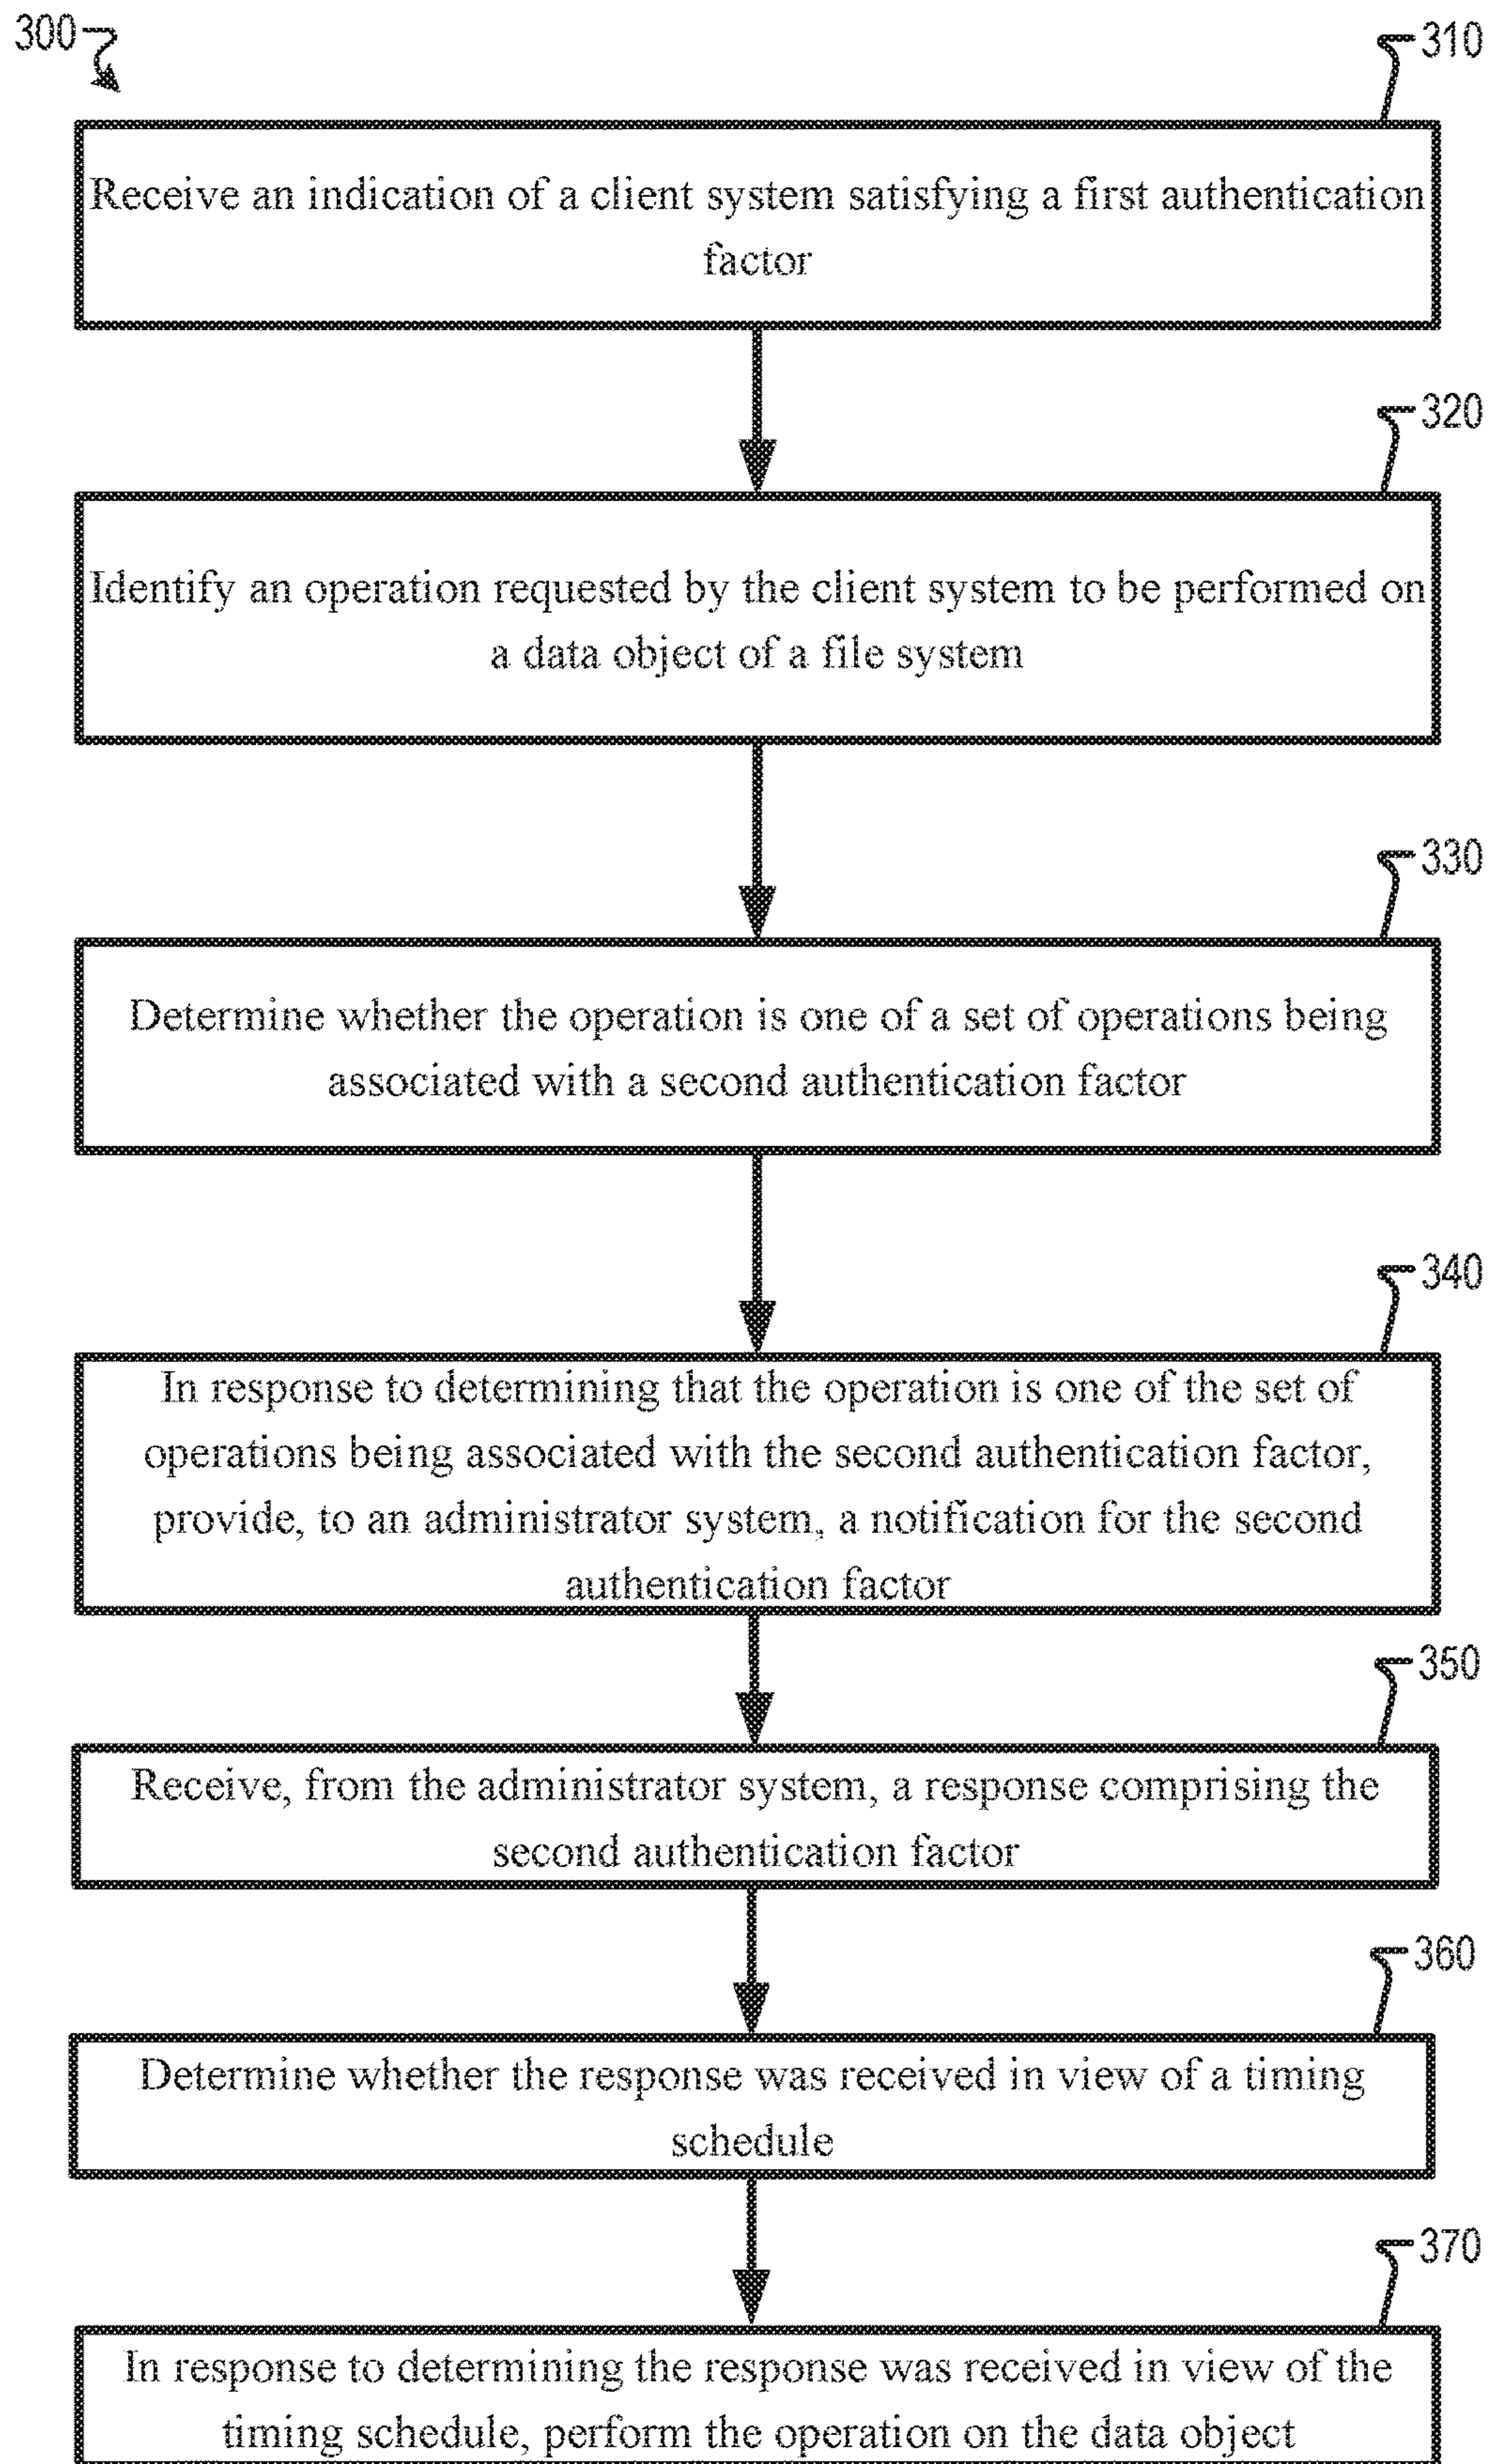 300
310
Receive an indication of a client system satisfying a first authentication
factor
320
Identify an operation requested by the client system to be performed on
a data object of a file system
330
Determine whether the operation is one of a set of operations being
associated with a second authentication factor
340
In response to determining that the operation is one of the set of
operations being associated with the second authentication factor,
provide, to an administrator system, a notification for the second
authentication factor
350
Receive, from the administrator system, a response comprising the
second authentication factor
360
Determine whether the response was received in view of a timing
schedule
370
In response to determining the response was received in view of the
timing schedule, perform the operation on the data object